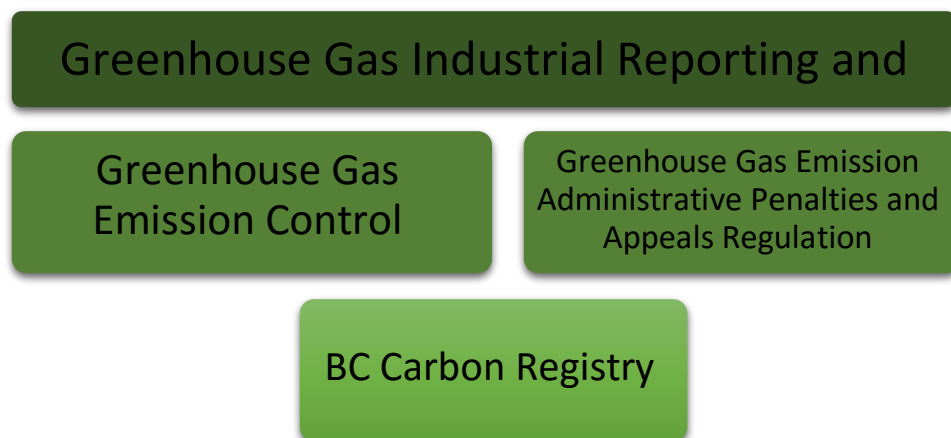 Greenhouse Gas Industrial Reporting and
Greenhouse Gas
Emission Control
Greenhouse Gas Emission
Administrative Penalties and
Appeals Regulation
BC Carbon Registry